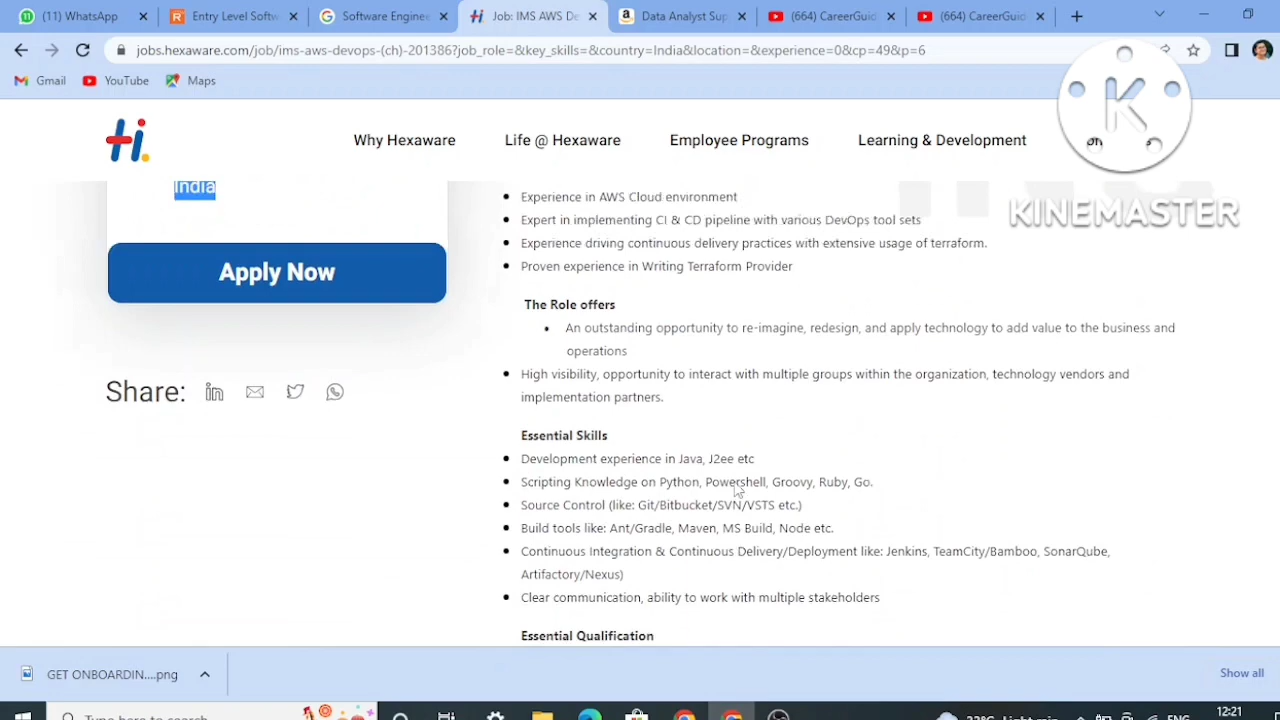 (11) WhatsApp
Entry Level Softw
Software Enginee
Job: IMS AWS De
Data Analyst Sup
(664) CareerGuid
(664) CareerGuid
jobs.hexaware.com/job/ims-aws-devops-(ch)-201386?job_role=&key_skills=&country=India&location=&experience=0&cp=49&p=6
Gmail
YouTube
Maps
Hi.
Why Hexaware
Life @ Hexaware
Employee Programs
Learning & Development
K
KINEMASTER
India
Apply Now
Share:
Experience in AWS Cloud environment
Expert in implementing CI & CD pipeline with various DevOps tool sets
Experience driving continuous delivery practices with extensive usage of terraform.
Proven experience in Writing Terraform Provider
The Role offers
An outstanding opportunity to re-imagine, redesign, and apply technology to add value to the business and
operations
High visibility, opportunity to interact with multiple groups within the organization, technology vendors and
implementation partners.
Essential Skills
Development experience in Java, J2ee etc
Scripting Knowledge on Python, Powershell, Groovy, Ruby, Go.
Source Control (like: Git/Bitbucket/SVN/VSTS etc.)
Build tools like: Ant/Gradle, Maven, MS Build, Node etc.
Continuous Integration & Continuous Delivery/Deployment like: Jenkins, TeamCity/Bamboo, SonarQube,
Artifactory/Nexus)
Clear communication, ability to work with multiple stakeholders
Essential Qualification
GET ONBOARDIN....png
Show all
Type here to search
12:21